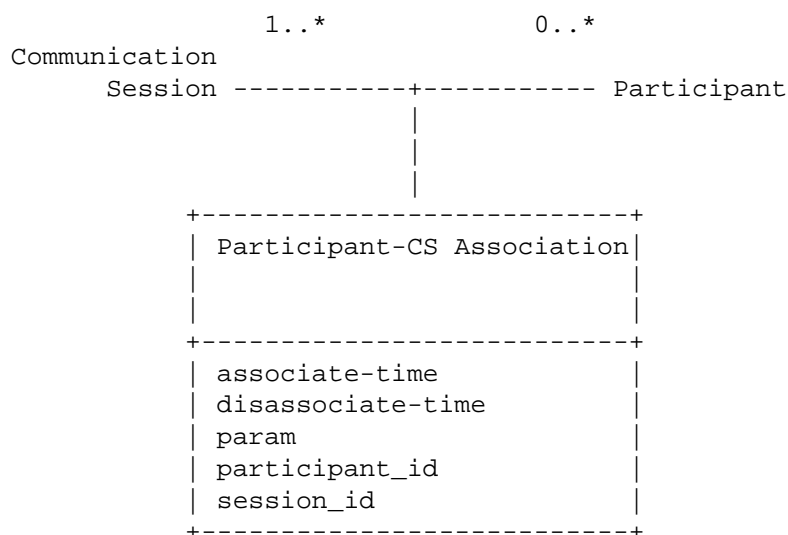 1..* 0..*
Communication
Session -----------+----------- Participant
|
|
|
+---------------------------+
| Participant-CS Association|
| |
| |
+---------------------------+
| associate-time |
| disassociate-time |
| param |
| participant_id |
| session_id |
+---------------------------+